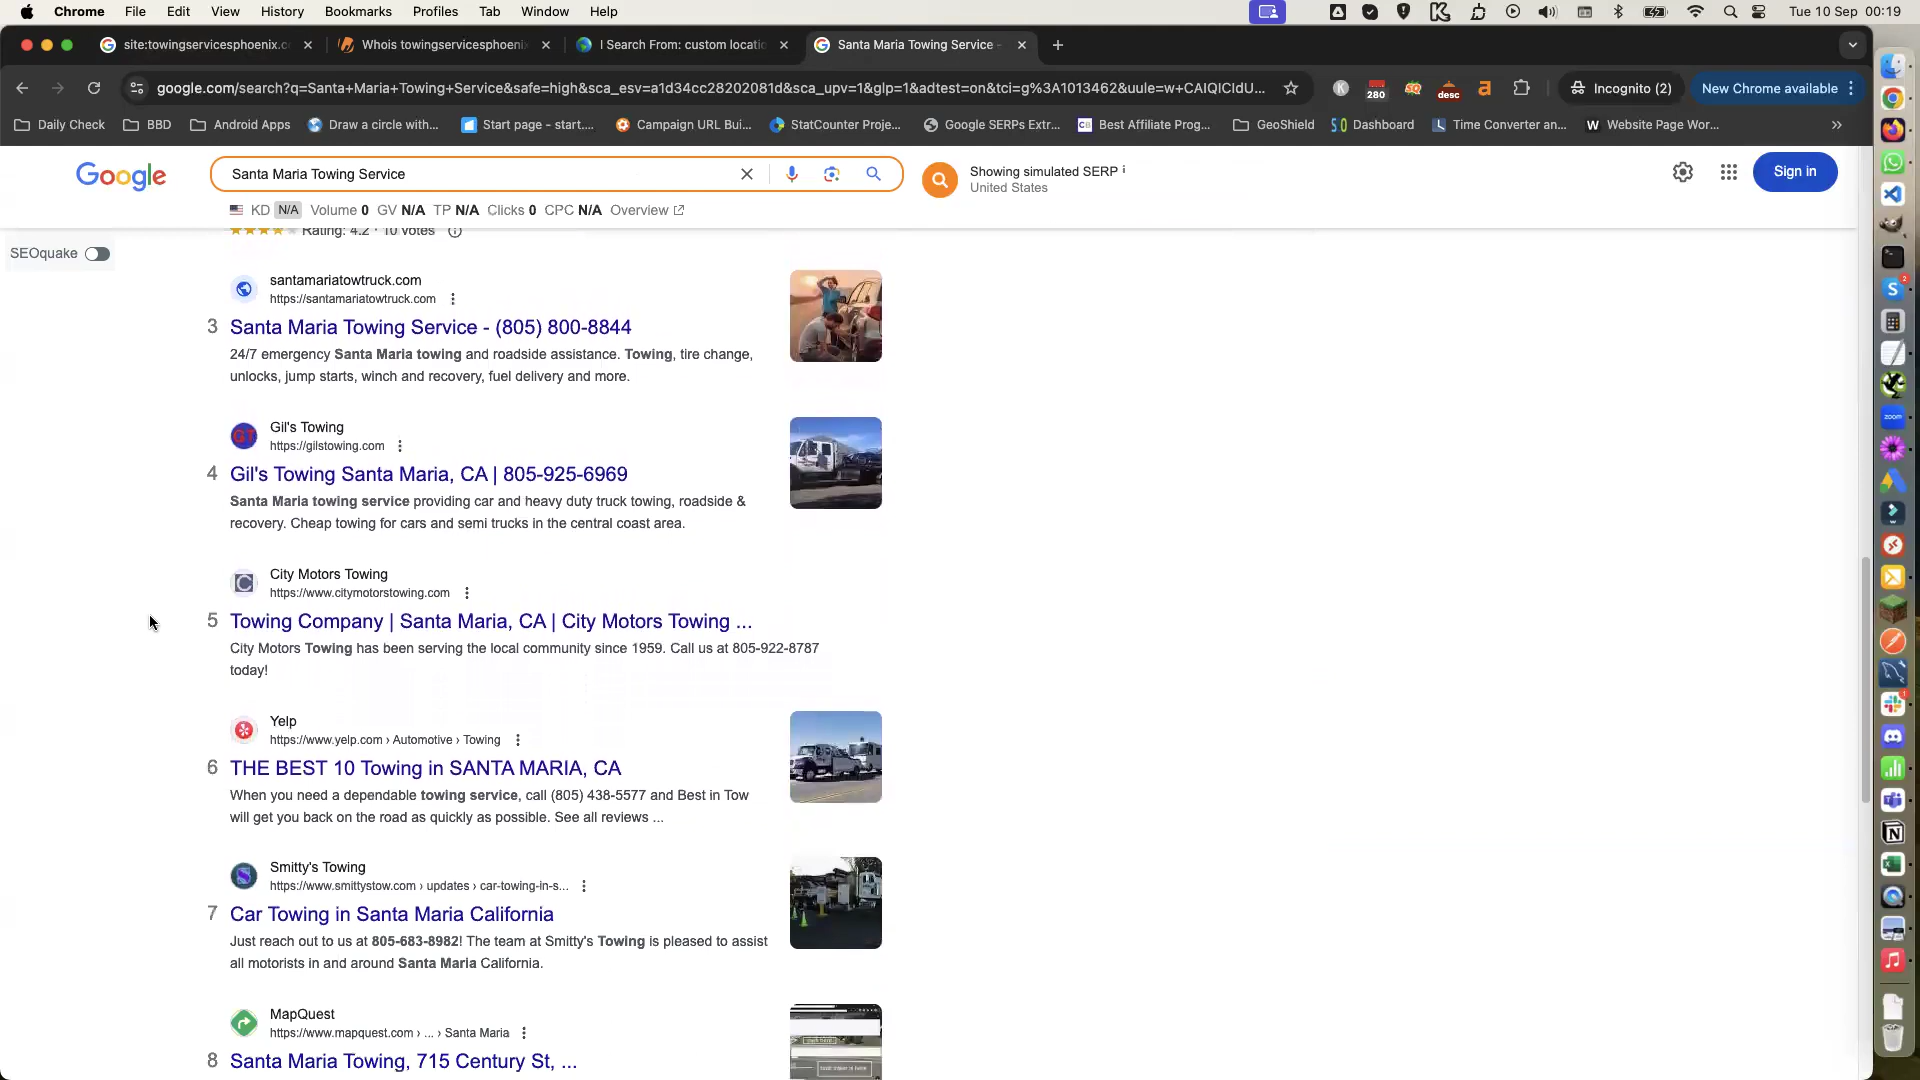 Chrome File Edit View History Bookmarks Profiles Tab Window Help
Tue 10 Sep 00:19
site:towingservicesphoenix.c
Whois towingservicesphoeni
I Search From: custom locatio
Santa Maria Towing Service -
google.com/search?q=Santa+Maria+Towing+Service&safe=high&sca_esv=a1d34cc28202081d&sca_upv=1&glp=1&adtest=on&tci=g%3A1013462&uule=w+CAIQICIdU...
280
desc
Incognito (2)
New Chrome available
Daily Check
BBD
Android Apps
Draw a circle with...
Start page - start....
Campaign URL Bui...
StatCounter Proje...
Google SERPs Extr...
Best Affiliate Prog...
GeoShield
Dashboard
Time Converter an...
Website Page Wor...
Google
Santa Maria Towing Service
Showing simulated SERP i
United States
Sign in
KD N/A Volume 0 GV N/A TP N/A Clicks 0 CPC N/A Overview
SEOquake
Rating: 4.2 · 10 votes
santamariatowtruck.com
https://santamariatowtruck.com
3 Santa Maria Towing Service - (805) 800-8844
24/7 emergency Santa Maria towing and roadside assistance. Towing, tire change,
unlocks, jump starts, winch and recovery, fuel delivery and more.
GT
Gil's Towing
https://gilstowing.com
4 Gil's Towing Santa Maria, CA | 805-925-6969
Santa Maria towing service providing car and heavy duty truck towing, roadside &
recovery. Cheap towing for cars and semi trucks in the central coast area.
City Motors Towing
https://www.citymotorstowing.com
5 Towing Company | Santa Maria, CA | City Motors Towing ...
City Motors Towing has been serving the local community since 1959. Call us at 805-922-8787
today!
Yelp
https://www.yelp.com › Automotive › Towing
6 THE BEST 10 Towing in SANTA MARIA, CA
When you need a dependable towing service, call (805) 438-5577 and Best in Tow
will get you back on the road as quickly as possible. See all reviews ...
Smitty's Towing
https://www.smittystow.com › updates › car-towing-in-s...
7 Car Towing in Santa Maria California
Just reach out to us at 805-683-8982! The team at Smitty's Towing is pleased to assist
all motorists in and around Santa Maria California.
MapQuest
https://www.mapquest.com › ... › Santa Maria
8 Santa Maria Towing, 715 Century St, ...
zoom